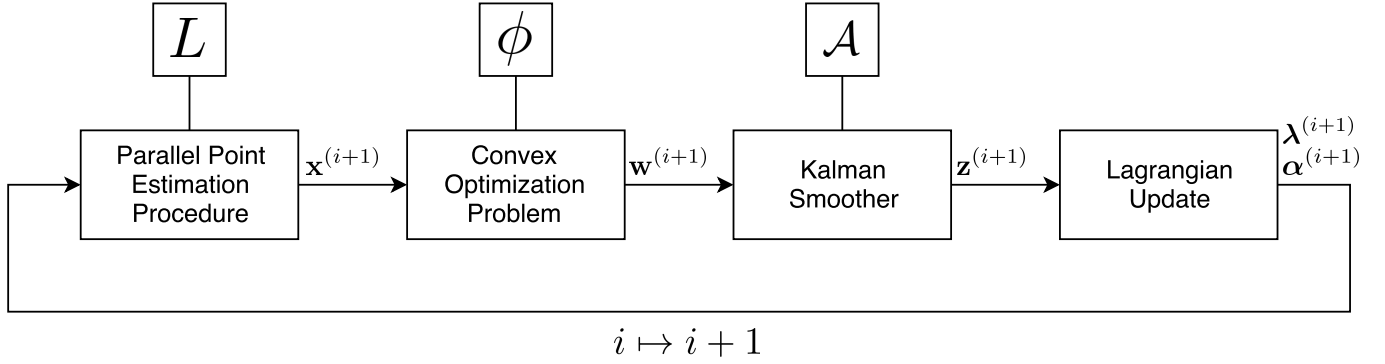 L
ϕ
𝒜
Parallel Point
Estimation
Procedure
x^(i+1)
Convex
Optimization
Problem
w^(i+1)
Kalman
Smoother
z^(i+1)
Lagrangian
Update
λ^(i+1)
α^(i+1)
i ↦ i + 1